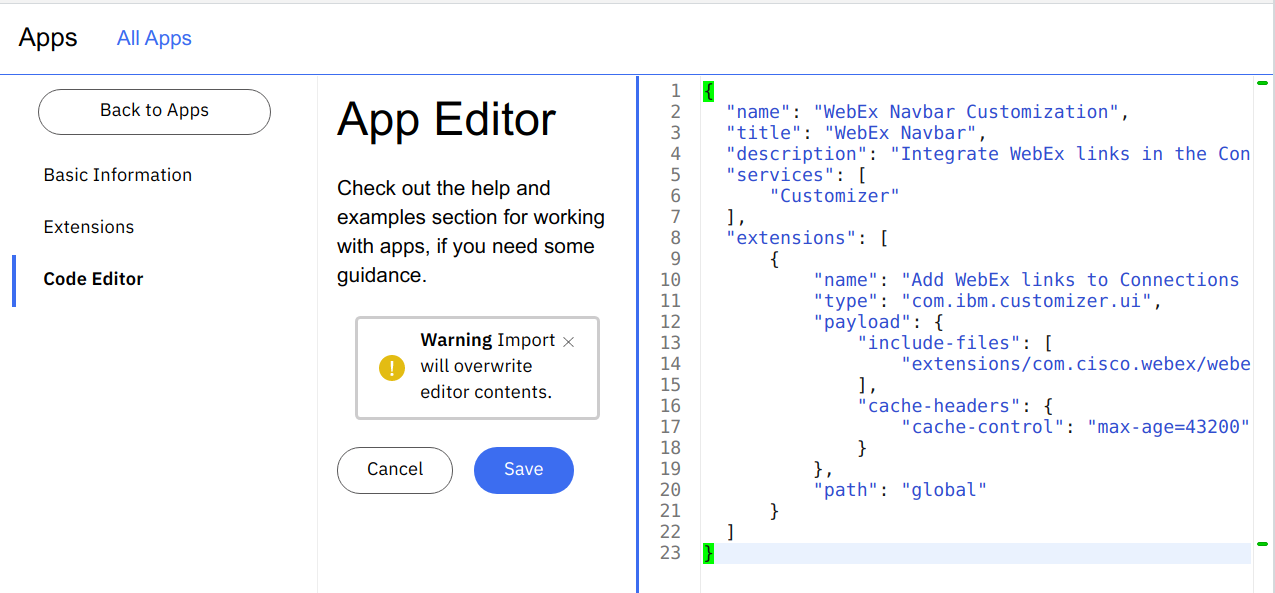 Apps
All Apps
Back to Apps
Basic Information
Extensions
Code Editor
App Editor
Check out the help and
examples section for working
with apps, if you need some
guidance.
Warning Import
will overwrite
editor contents.
Cancel
Save
1 {
2 "name": "WebEx Navbar Customization",
3 "title": "WebEx Navbar",
4 "description": "Integrate WebEx links in the Con
5 "services": [
6 "Customizer"
7 ],
8 "extensions": [
9 {
10 "name": "Add WebEx links to Connections
11 "type": "com.ibm.customizer.ui",
12 "payload": {
13 "include-files": [
14 "extensions/com.cisco.webex/webe
15 ],
16 "cache-headers": {
17 "cache-control": "max-age=43200"
18 }
19 },
20 "path": "global"
21 }
22 ]
23 }